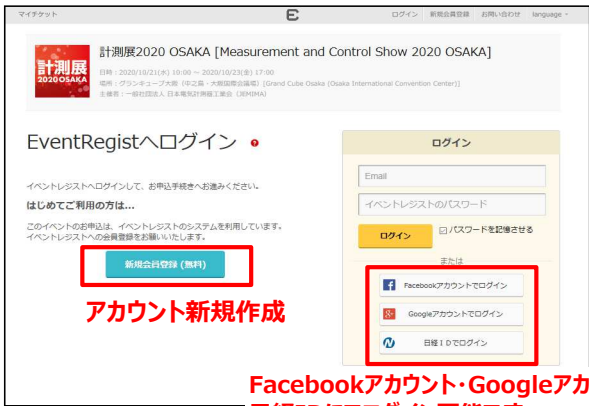 マイチケット
E
ログイン 新規会員登録 お問い合わせ language
計測展
2020 OSAKA
計測展2020 OSAKA [Measurement and Control Show 2020 OSAKA]
日時：2020/10/21(水) 10:00 ～ 2020/10/23(金) 17:00
場所：グランキューブ大阪（中之島・大阪国際会議場）[Grand Cube Osaka (Osaka International Convention Center)]
主催者：一般社団法人 日本電気計測器工業会（JEMIMA）
EventRegistへログイン ?
イベントレジストへログインして、お申込手続きへお進みください。
はじめてご利用の方は…
このイベントのお申込は、イベントレジストのシステムを利用しています。
イベントレジストへの会員登録をお願いいたします。
新規会員登録 (無料)
アカウント新規作成
ログイン
Email
イベントレジストのパスワード
ログイン
パスワードを記憶させる
または
Facebookアカウントでログイン
Googleアカウントでログイン
日経ＩＤでログイン
Facebookアカウント・Googleアカ